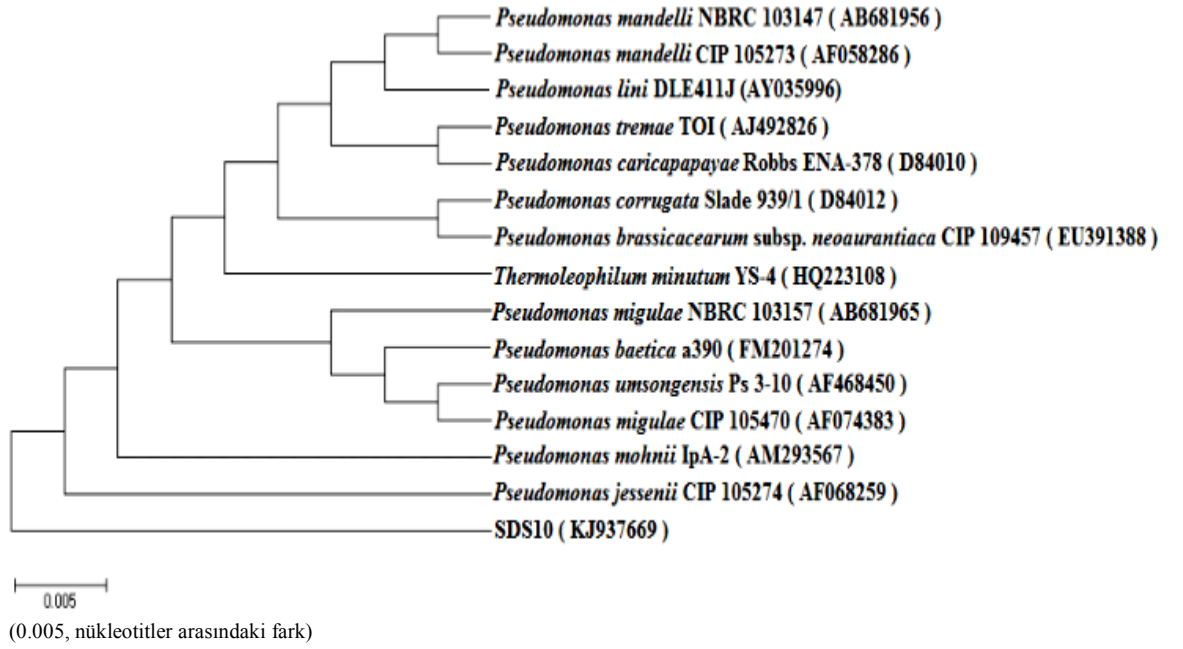 Pseudomonas mandelli NBRC 103147 ( AB681956 )
Pseudomonas mandelli CIP 105273 ( AF058286 )
Pseudomonas lini DLE411J (AY035996)
Pseudomonas tremae TOI ( AJ492826 )
Pseudomonas caricapapayae Robbs ENA-378 ( D84010 )
Pseudomonas corrugata Slade 939/1 ( D84012 )
Pseudomonas brassicacearum subsp. neoaurantiaca CIP 109457 ( EU391388 )
Thermoleophilum minutum YS-4 ( HQ223108 )
Pseudomonas migulae NBRC 103157 ( AB681965 )
Pseudomonas baetica a390 ( FM201274 )
Pseudomonas umsongensis Ps 3-10 ( AF468450 )
Pseudomonas migulae CIP 105470 ( AF074383 )
Pseudomonas mohnii IpA-2 ( AM293567 )
Pseudomonas jessenii CIP 105274 ( AF068259 )
SDS10 ( KJ937669 )
0.005
(0.005, nükleotitler arasındaki fark)